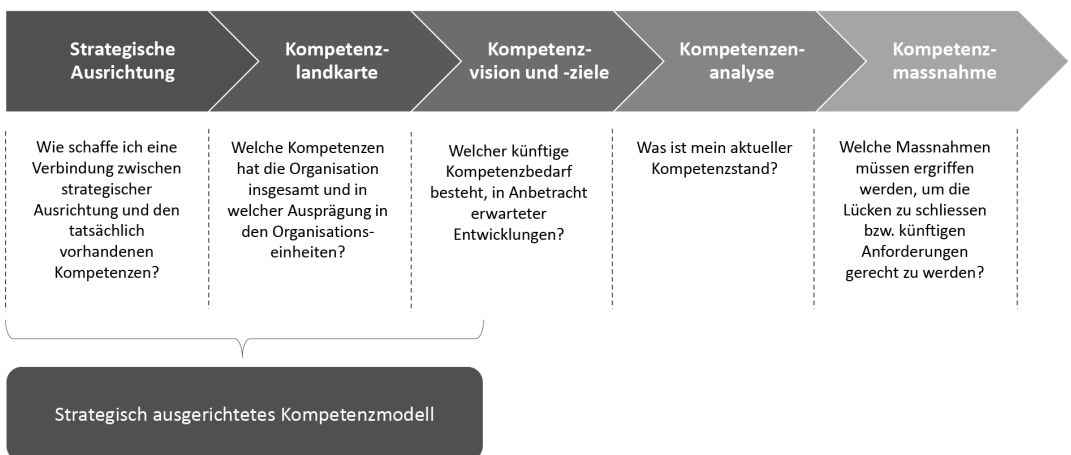 Strategische
Ausrichtung
Kompetenz-
landkarte
Kompetenz-
vision und -ziele
Kompetenzen-
analyse
Kompetenz-
massnahme
Wie schaffe ich eine
Verbindung zwischen
strategischer
Ausrichtung und den
tatsächlich
vorhandenen
Kompetenzen?
Welche Kompetenzen
hat die Organisation
insgesamt und in
welcher Ausprägung in
den Organisations-
einheiten?
Welcher künftige
Kompetenzbedarf
besteht, in Anbetracht
erwarteter
Entwicklungen?
Was ist mein aktueller
Kompetenzstand?
Welche Massnahmen
müssen ergriffen
werden, um die
Lücken zu schliessen
bzw. künftigen
Anforderungen
gerecht zu werden?
Strategisch ausgerichtetes Kompetenzmodell